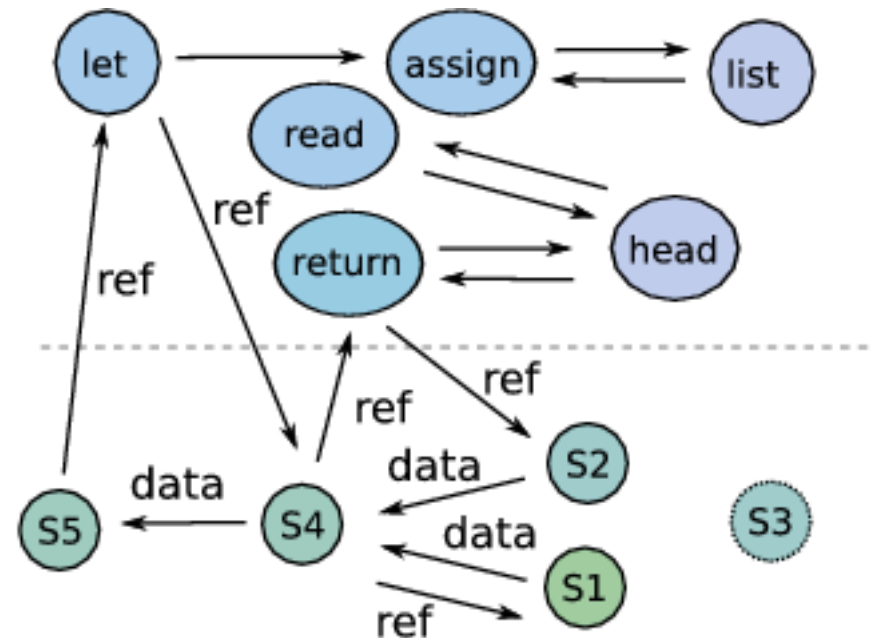 let
assign
list
read
ref
return
head
ref
ref
ref
data
data
S2
S5
S4
data
S3
S1
ref